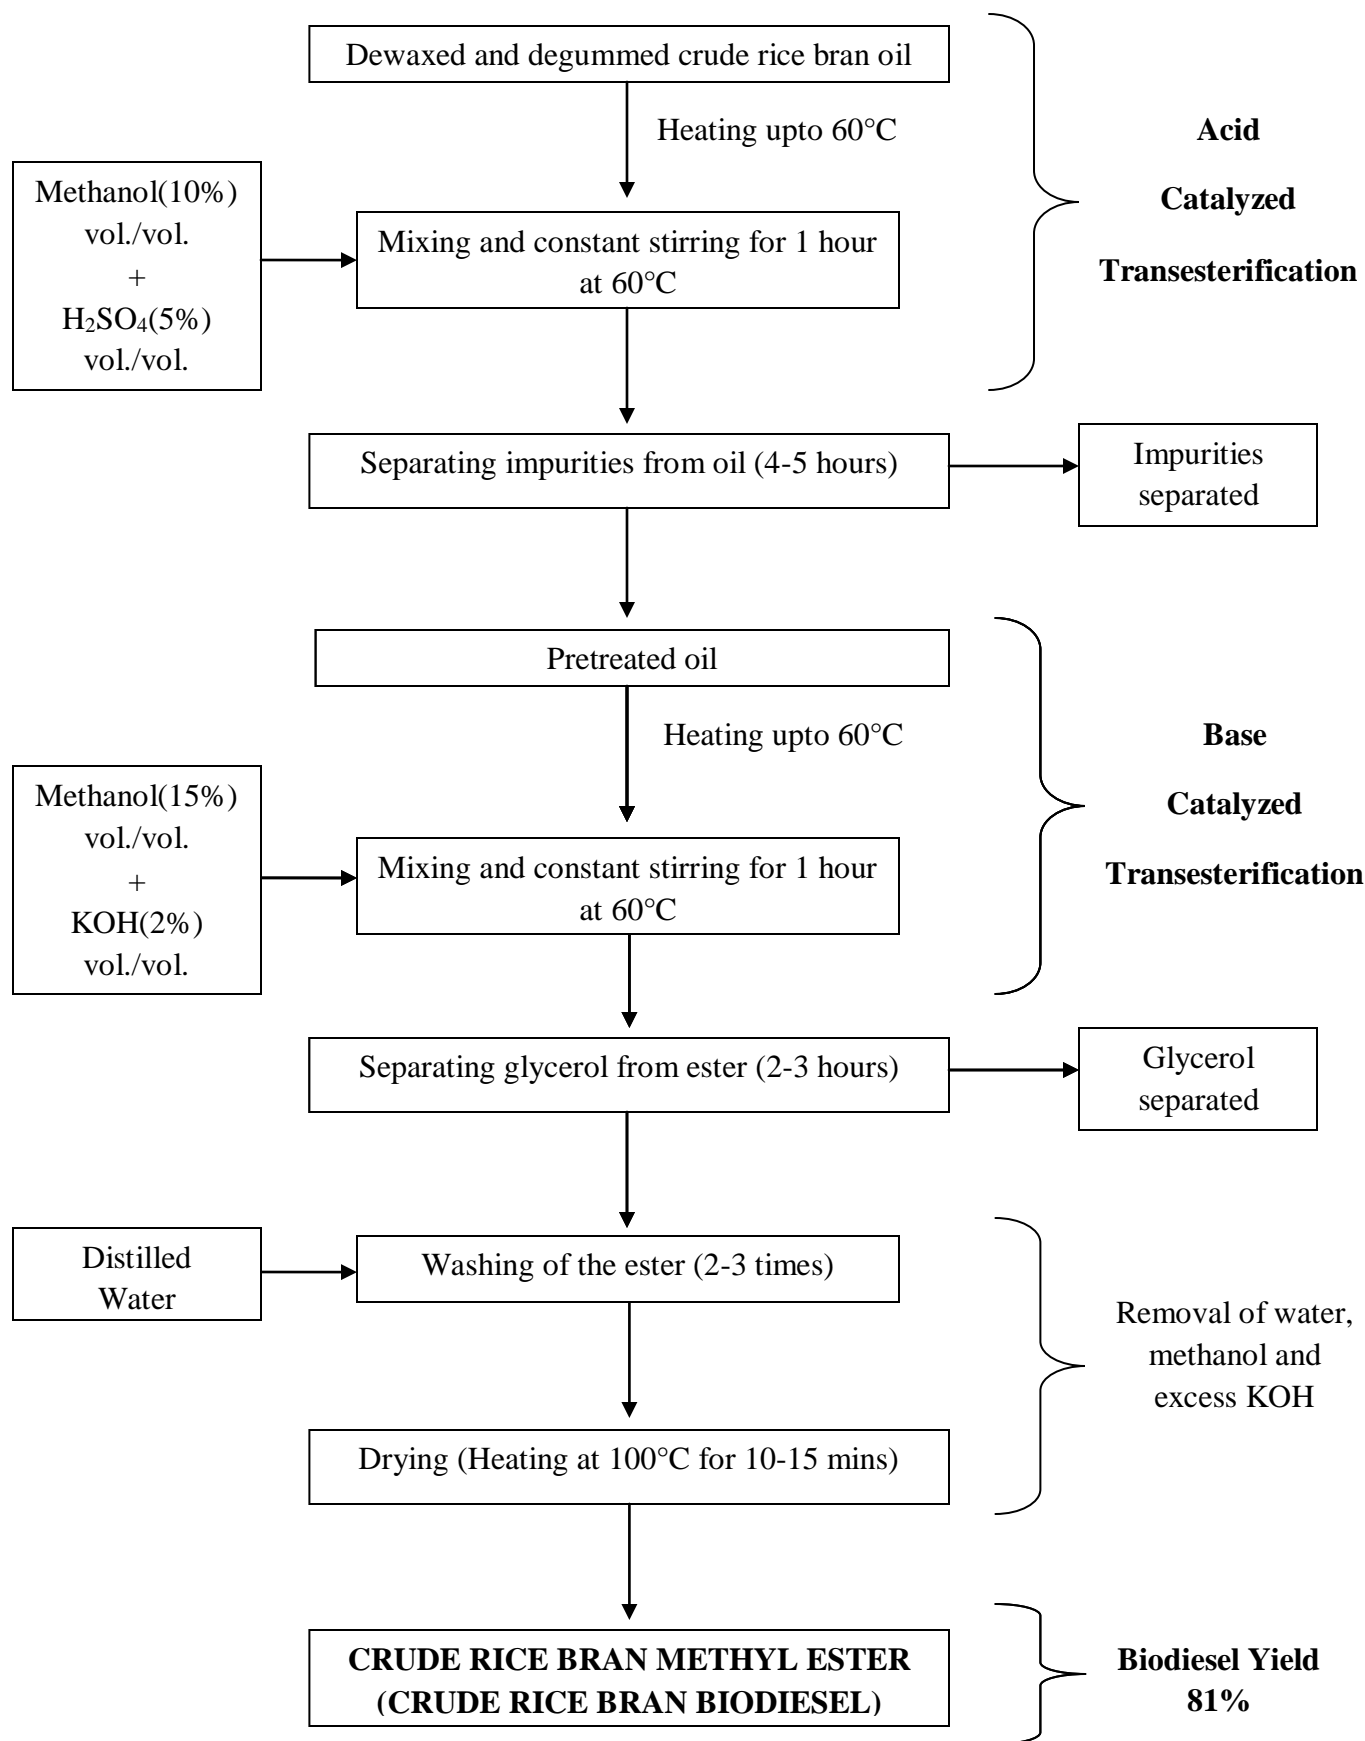 Dewaxed and degummed crude rice bran oil
Heating upto 60°C
Acid
Catalyzed
Transesterification
Methanol(10%)
vol./vol.
+
H₂SO₄(5%)
vol./vol.
Mixing and constant stirring for 1 hour
at 60°C
Separating impurities from oil (4-5 hours)
Impurities
separated
Pretreated oil
Heating upto 60°C
Base
Catalyzed
Transesterification
Methanol(15%)
vol./vol.
+
KOH(2%)
vol./vol.
Mixing and constant stirring for 1 hour
at 60°C
Separating glycerol from ester (2-3 hours)
Glycerol
separated
Distilled
Water
Washing of the ester (2-3 times)
Removal of water,
methanol and
excess KOH
Drying (Heating at 100°C for 10-15 mins)
CRUDE RICE BRAN METHYL ESTER
(CRUDE RICE BRAN BIODIESEL)
Biodiesel Yield
81%